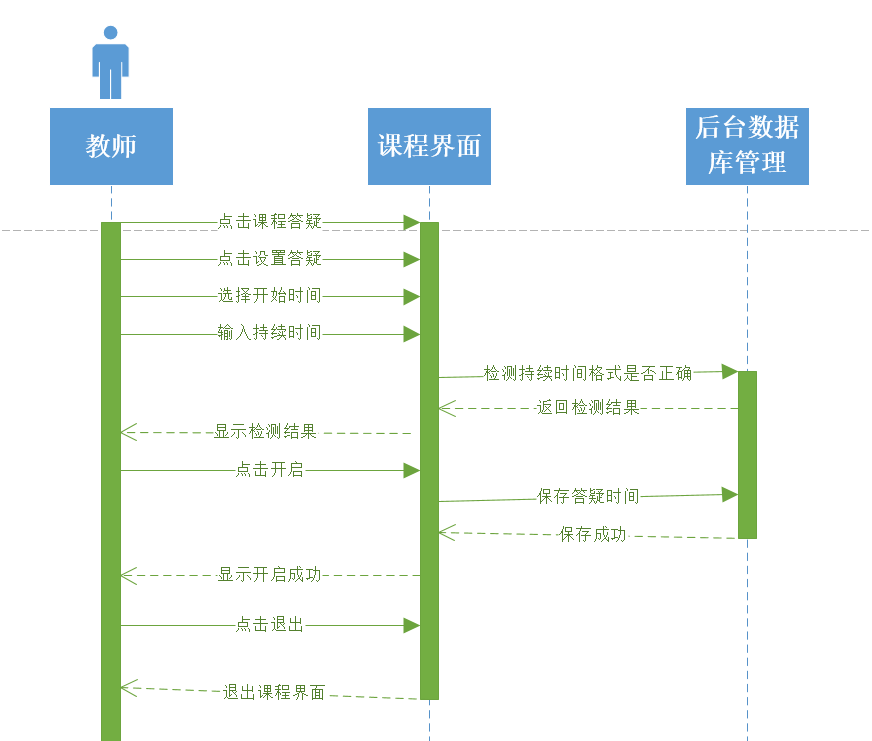 教师
课程界面
后台数据
库管理
点击课程答疑
点击设置答疑
选择开始时间
输入持续时间
检测持续时间格式是否正确
返回检测结果
显示检测结果
点击开启
保存答疑时间
保存成功
显示开启成功
点击退出
退出课程界面